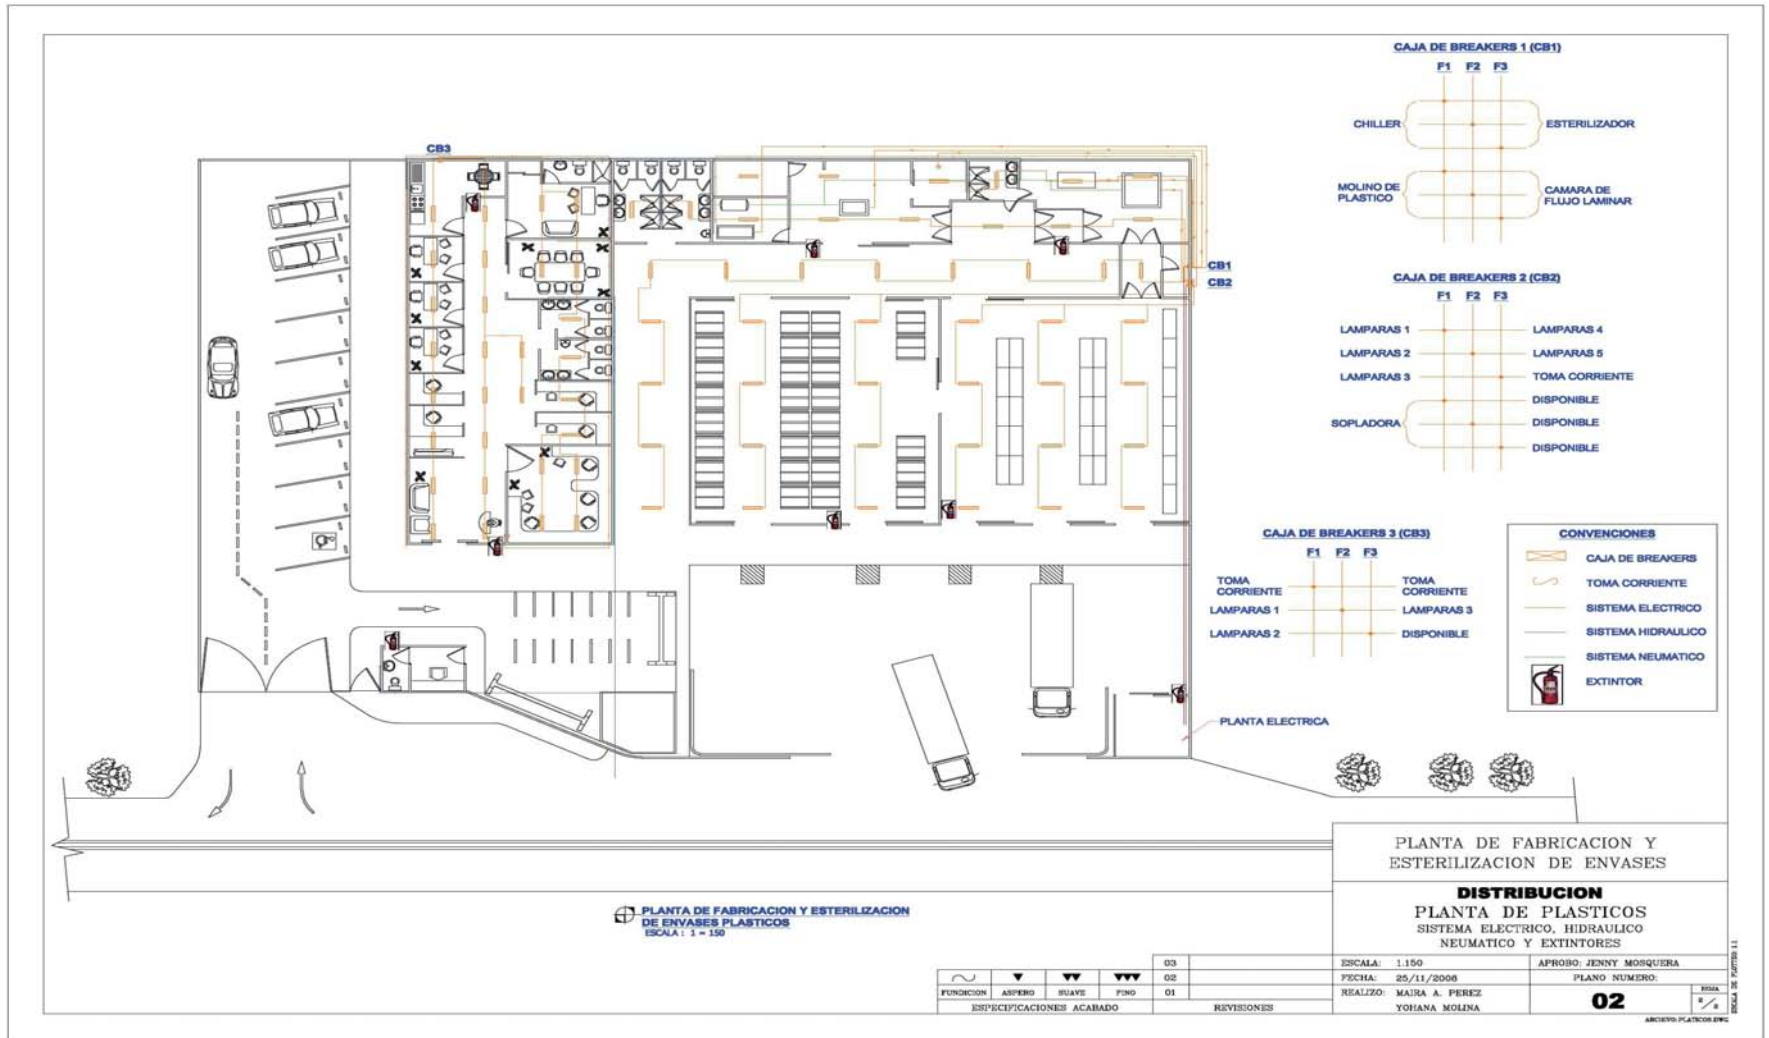 CAJA DE BREAKERS 1 (CB1)
F1 F2 F3
CHILLER
ESTERILIZADOR
MOLINO DE
PLASTICO
CAMARA DE
FLUJO LAMINAR
CB3
CB1
CB2
CAJA DE BREAKERS 2 (CB2)
F1 F2 F3
LAMPARAS 1
LAMPARAS 4
LAMPARAS 2
LAMPARAS 5
LAMPARAS 3
TOMA CORRIENTE
DISPONIBLE
SOPLADORA
DISPONIBLE
DISPONIBLE
CAJA DE BREAKERS 3 (CB3)
F1 F2 F3
TOMA
CORRIENTE
TOMA
CORRIENTE
LAMPARAS 1
LAMPARAS 3
LAMPARAS 2
DISPONIBLE
CONVENCIONES
CAJA DE BREAKERS
TOMA CORRIENTE
SISTEMA ELECTRICO
SISTEMA HIDRAULICO
SISTEMA NEUMATICO
EXTINTOR
PLANTA ELECTRICA
PLANTA DE FABRICACION Y ESTERILIZACION
DE ENVASES PLASTICOS
ESCALA : 1 = 150
PLANTA DE FABRICACION Y
ESTERILIZACION DE ENVASES
DISTRIBUCION
PLANTA DE PLASTICOS
SISTEMA ELECTRICO, HIDRAULICO
NEUMATICO Y EXTINTORES
ESCALA: 1.150
APROBO: JENNY MOSQUERA
FECHA: 25/11/2008
PLANO NUMERO:
REALIZO: MAIRA A. PEREZ
YOHANA MOLINA
02
HOJA
03
02
01
FUNDICION ASPERO SUAVE FINO
ESPECIFICACIONES ACABADO
REVISIONES